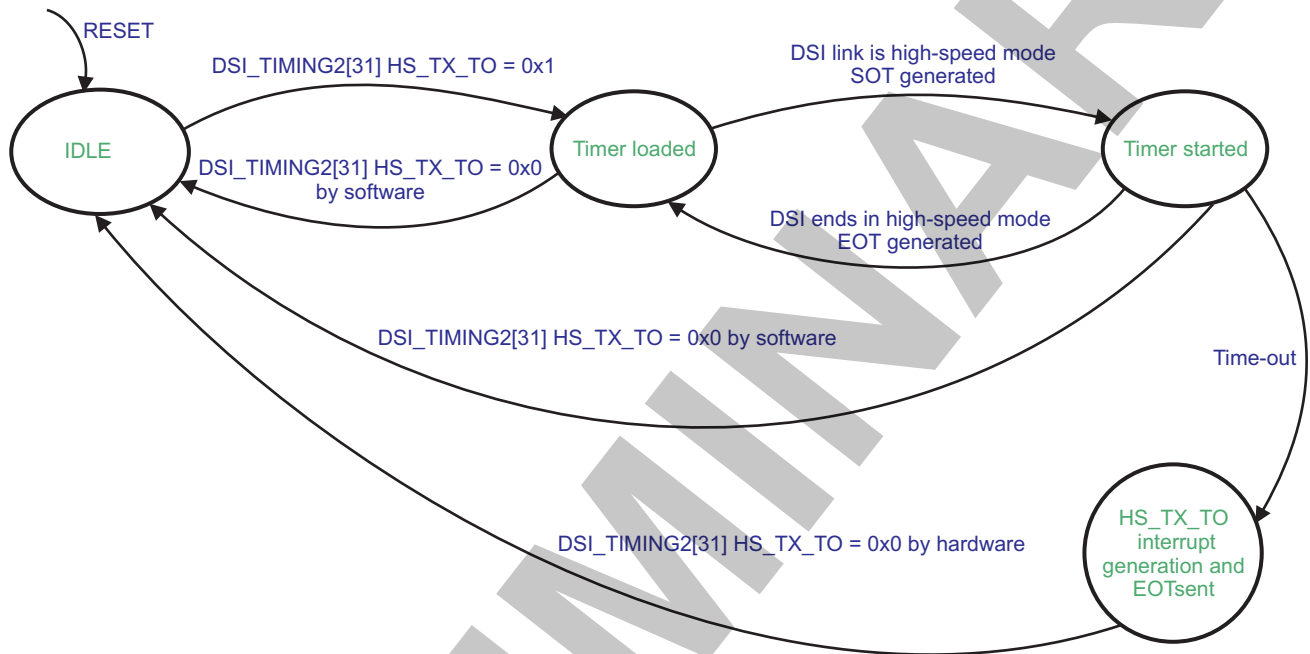 RESET
DSI_TIMING2[31] HS_TX_TO = 0x1
DSI link is high-speed mode
SOT generated
IDLE
Timer loaded
Timer started
DSI_TIMING2[31] HS_TX_TO = 0x0
by software
DSI ends in high-speed mode
EOT generated
DSI_TIMING2[31] HS_TX_TO = 0x0 by software
Time-out
HS_TX_TO
interrupt
generation and
EOTsent
DSI_TIMING2[31] HS_TX_TO = 0x0 by hardware